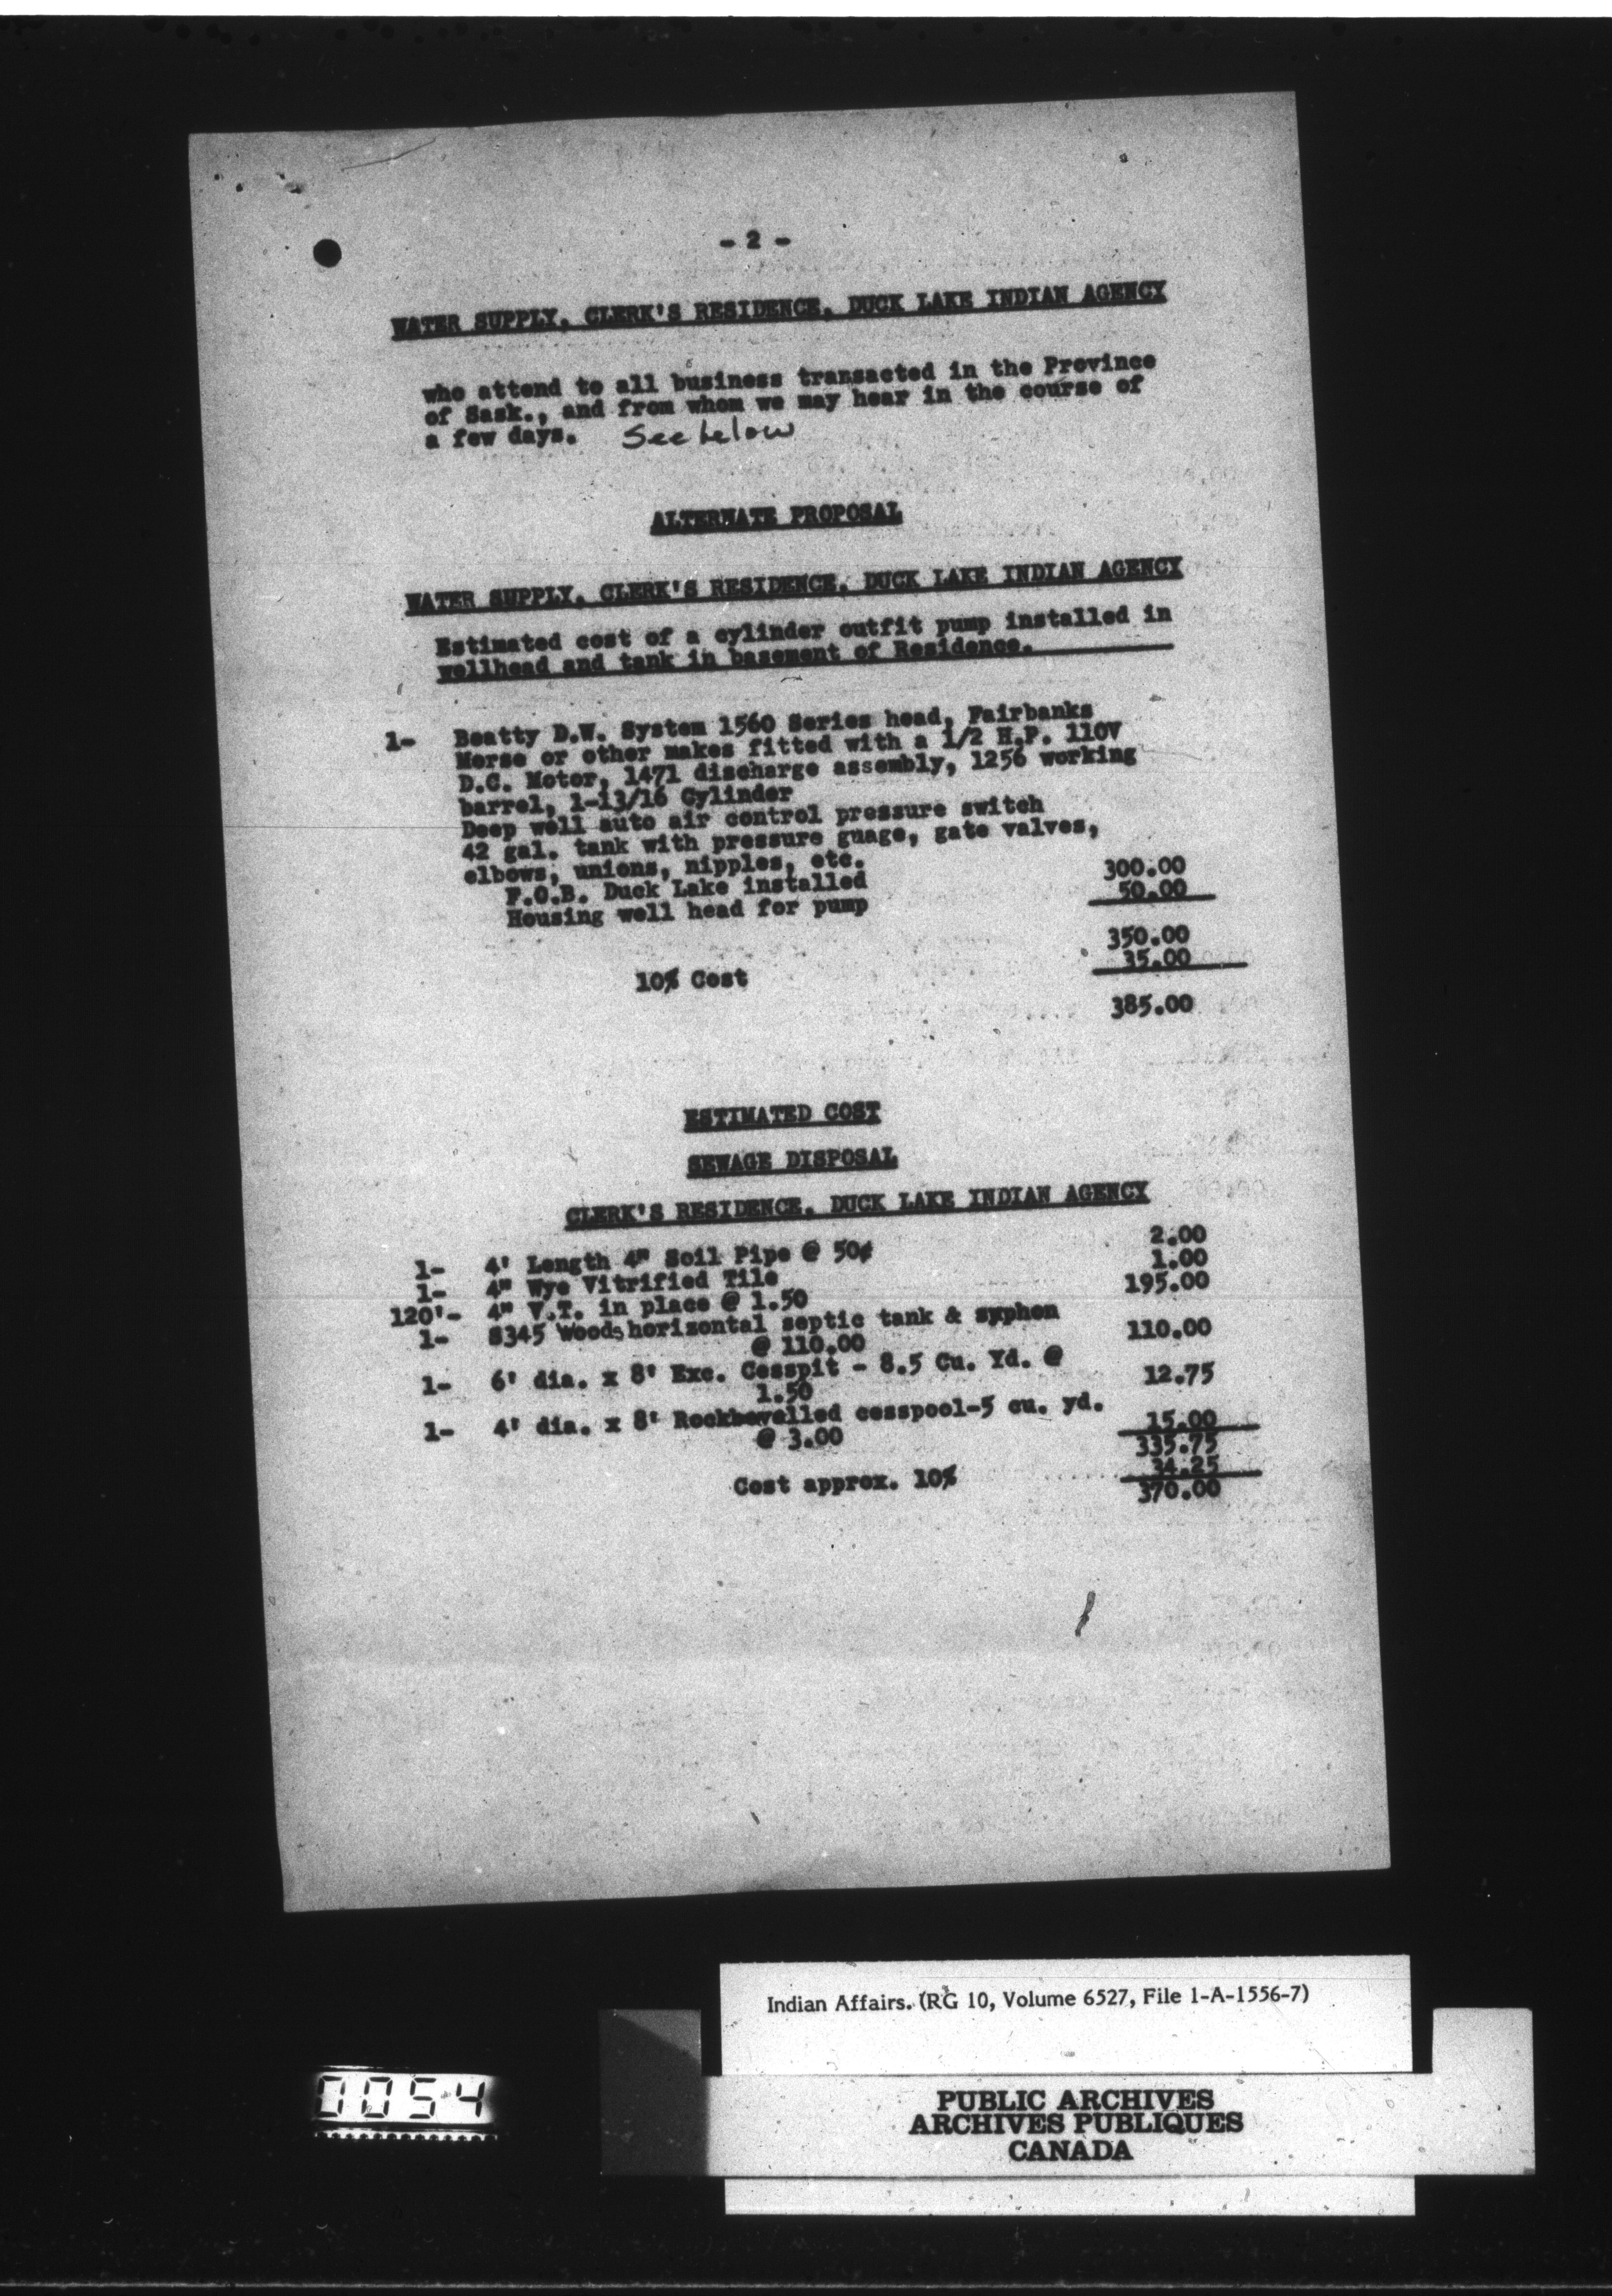 - 2 -
WATER SUPPLY, CLERK'S RESIDENCE, DUCK LAKE INDIAN AGENCY
who attend to all business transacted in the Province
of Sask., and from whom we may hear in the course of
a few days. See below
ALTERNATE PROPOSAL
WATER SUPPLY, CLERK'S RESIDENCE, DUCK LAKE INDIAN AGENCY
Estimated cost of a cylinder outfit pump installed in
wellhead and tank in basement of Residence.
1- Beatty D.W. System 1560 Series head, Fairbanks
Morse or other makes fitted with a 1/2 H.P. 110V
D.C. Motor, 1471 discharge assembly, 1256 working
barrel, 1-13/16 Cylinder
Deep well auto air control pressure switch
42 gal. tank with pressure guage, gate valves,
elbows, unions, nipples, etc.
F.O.B. Duck Lake installed 300.00
Housing well head for pump 50.00
350.00
10% Cost 35.00
385.00
ESTIMATED COST
SEWAGE DISPOSAL
CLERK'S RESIDENCE, DUCK LAKE INDIAN AGENCY
1- 4' Length 4" Soil Pipe @ 50¢ 2.00
1- 4" Wye Vitrified Tile 1.00
120'- 4" V.T. in place @ 1.50 195.00
1- S345 Woods horizontal septic tank & syphon
@ 110.00 110.00
1- 6' dia. x 8' Exc. Cesspit - 8.5 Cu. Yd. @
1.50 12.75
1- 4' dia. x 8' Rockbevelled cesspool-5 cu. yd.
@ 3.00 15.00
335.75
Cost approx. 10% 34.25
370.00
Indian Affairs. (RG 10, Volume 6527, File 1-A-1556-7)
0054
PUBLIC ARCHIVES
ARCHIVES PUBLIQUES
CANADA